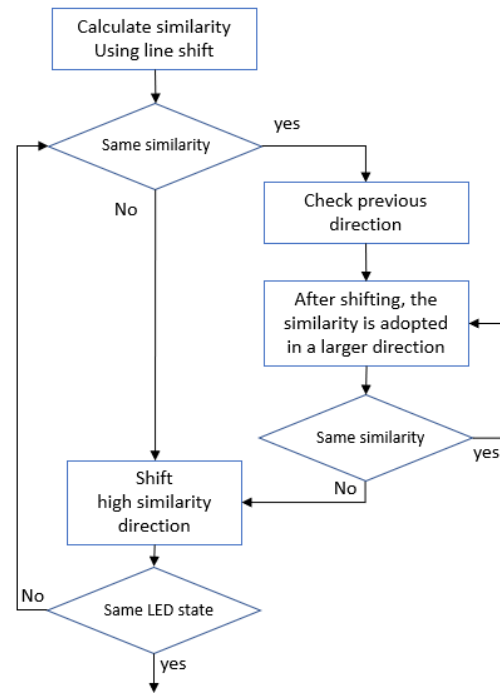 Calculate similarity
Using line shift
Same similarity
yes
No
Check previous
direction
After shifting, the
similarity is adopted
in a larger direction
Same similarity
yes
No
Shift
high similarity
direction
Same LED state
No
yes